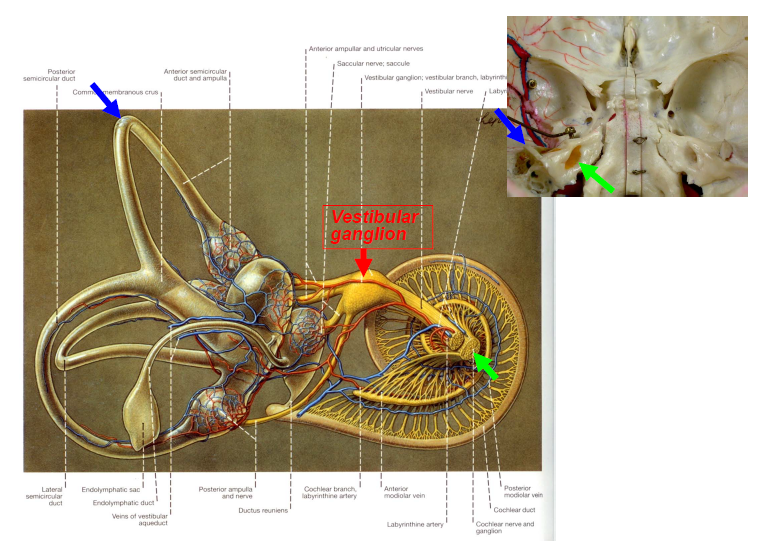 Anterior ampullar and utricular nerves
Saccular nerve; saccule
Posterior
semicircular duct
Anterior semicircular
duct and ampulla
Vestibular ganglion; vestibular branch,
Common membranous crus
Vestibular nerve
Vestibular
ganglion
Lateral
semicircular
duct
Endolymphatic sac
Endolymphatic duct
Veins of vestibular
aqueduct
Posterior ampulla
and nerve
Ductus reuniens
Cochlear branch,
labyrinthine artery
Anterior
modiolar vein
Labyrinthine artery
Posterior
modiolar vein
Cochlear duct
Cochlear nerve and
ganglion